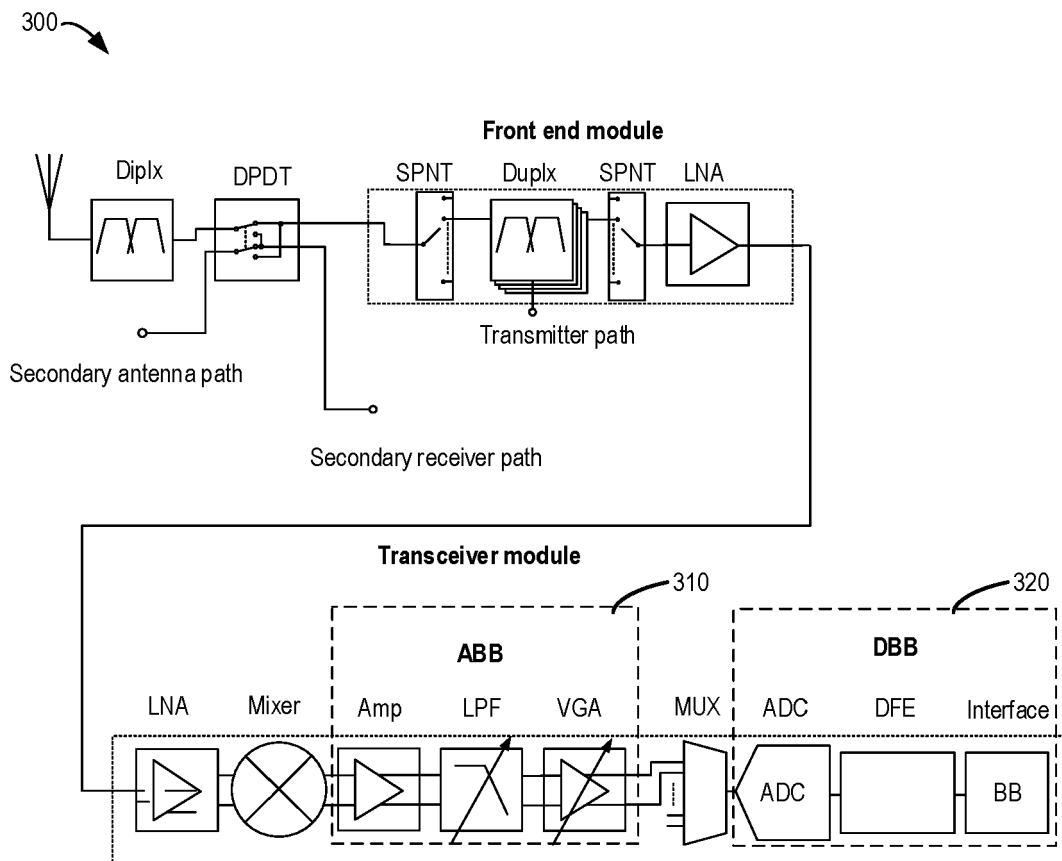 300
Front end module
Diplx
DPDT
SPNT
Duplx
SPNT
LNA
Transmitter path
Secondary antenna path
Secondary receiver path
Transceiver module
310
320
ABB
DBB
LNA
Mixer
Amp
LPF
VGA
MUX
ADC
DFE
Interface
ADC
BB